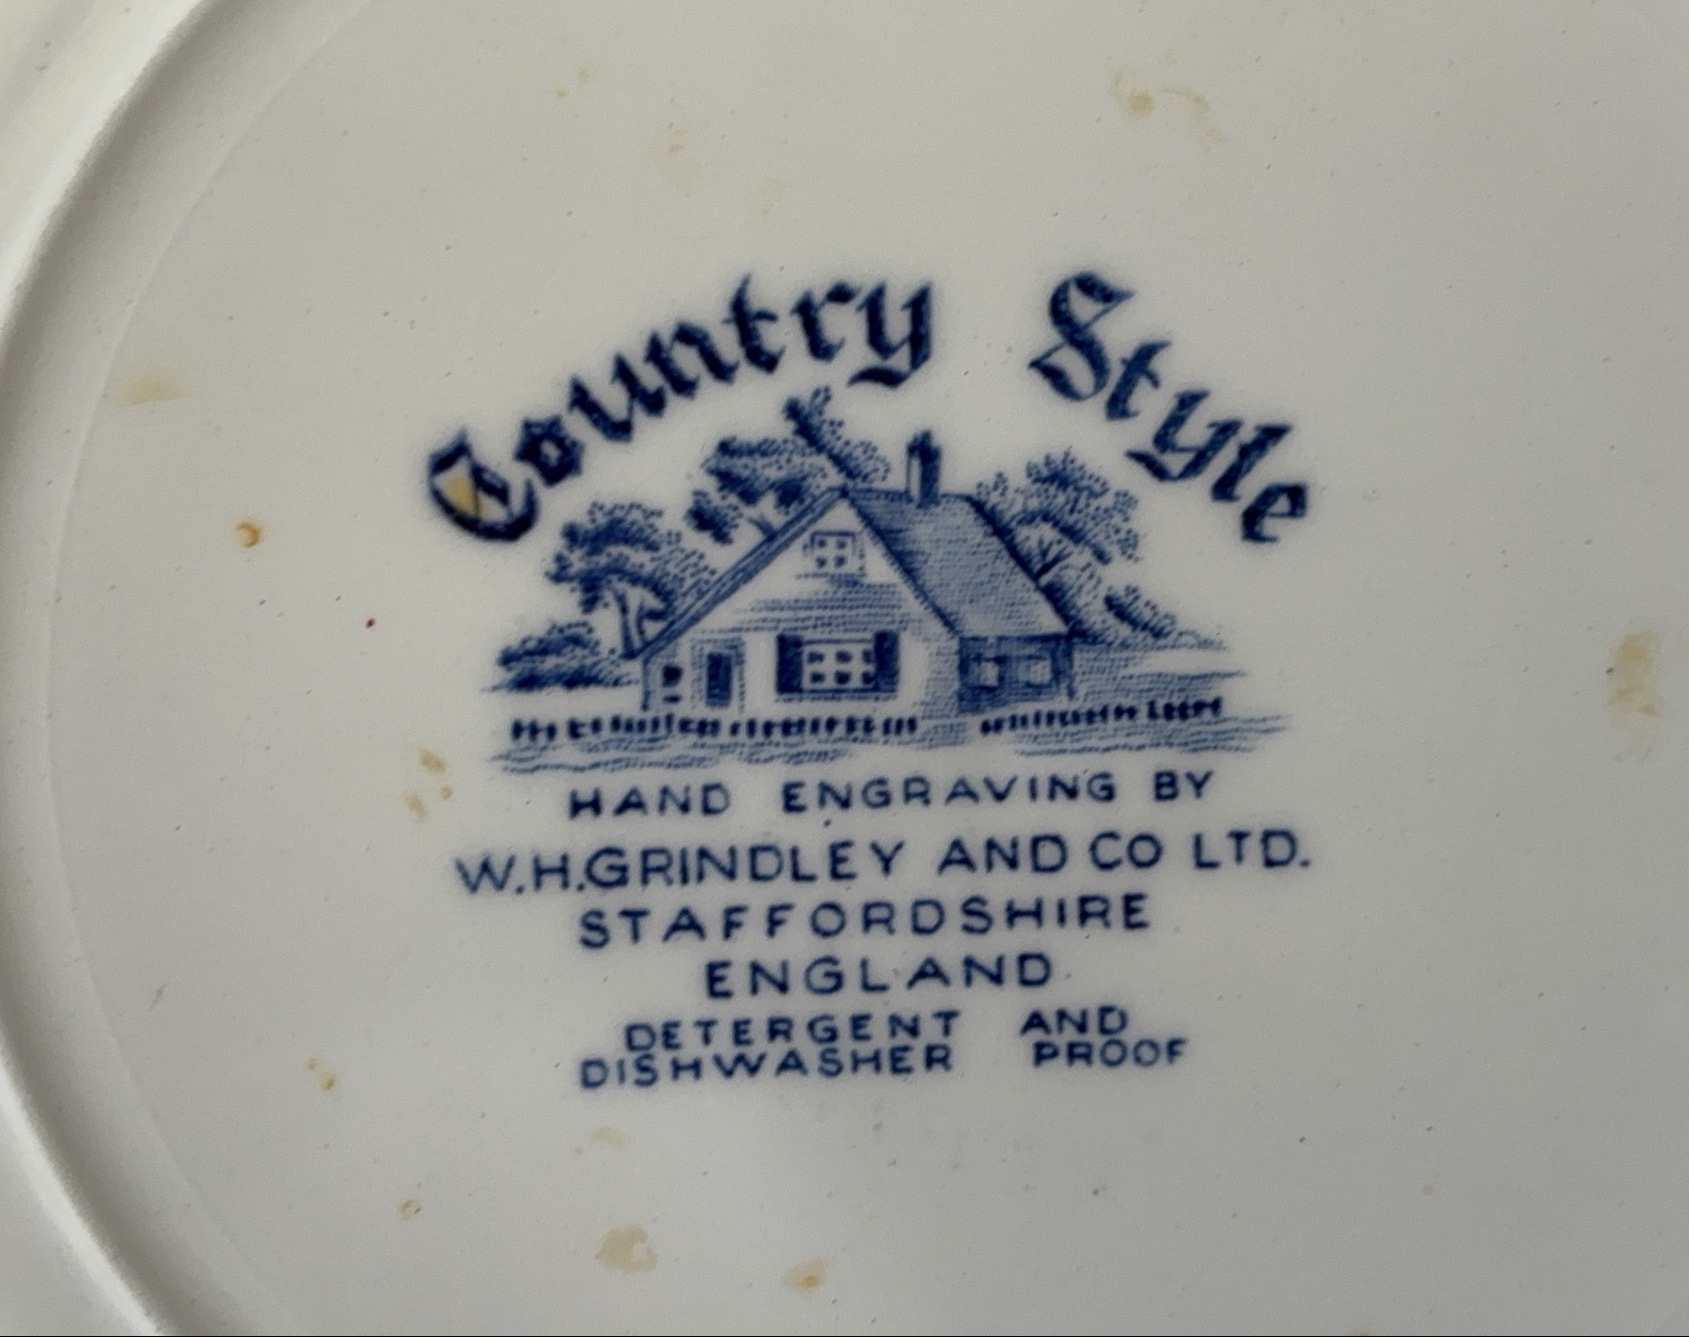 Country Style
HAND ENGRAVING BY
W.H.GRINDLEY AND CO LTD.
STAFFORDSHIRE
ENGLAND
DETERGENT AND
DISHWASHER PROOF